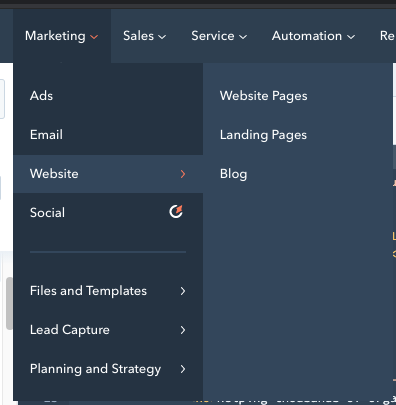 Marketing Sales Service Automation Re
Ads
Email
Website
Social
Files and Templates
Lead Capture
Planning and Strategy
Website Pages
Landing Pages
Blog